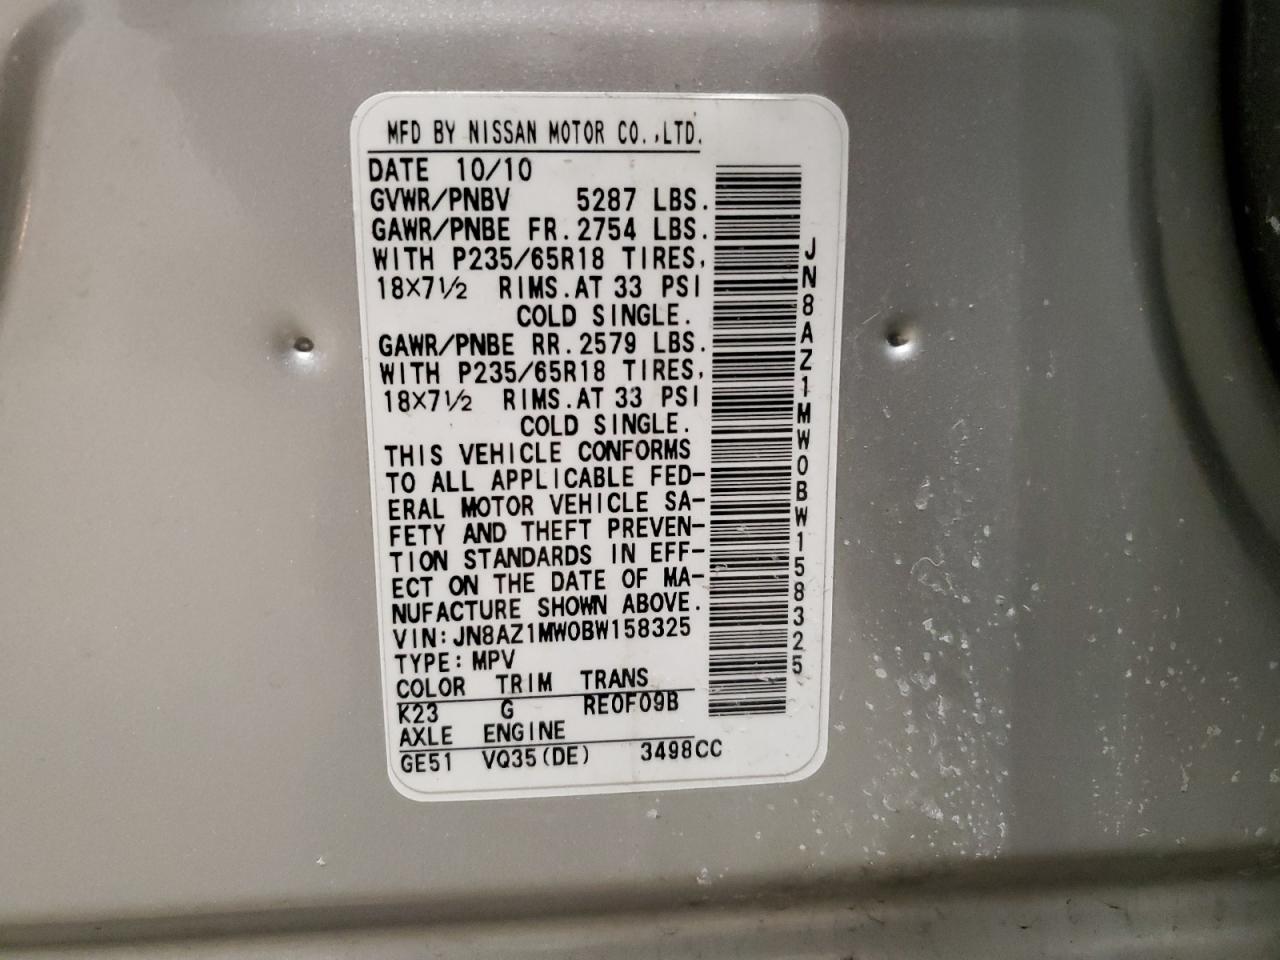 MFD BY NISSAN MOTOR CO.,LTD.
DATE 10/10
GVWR/PNBV 5287 LBS.
GAWR/PNBE FR.2754 LBS.
WITH P235/65R18 TIRES,
18×7½ RIMS.AT 33 PSI
COLD SINGLE.
GAWR/PNBE RR.2579 LBS.
WITH P235/65R18 TIRES,
18×7½ RIMS.AT 33 PSI
COLD SINGLE.
THIS VEHICLE CONFORMS
TO ALL APPLICABLE FED-
ERAL MOTOR VEHICLE SA-
FETY AND THEFT PREVEN-
TION STANDARDS IN EFF-
ECT ON THE DATE OF MA-
NUFACTURE SHOWN ABOVE.
VIN:JN8AZ1MW0BW158325
TYPE:MPV
COLOR TRIM TRANS
K23 G RE0F09B
AXLE ENGINE
GE51 VQ35(DE) 3498CC
JN8AZ1MW0BW158325